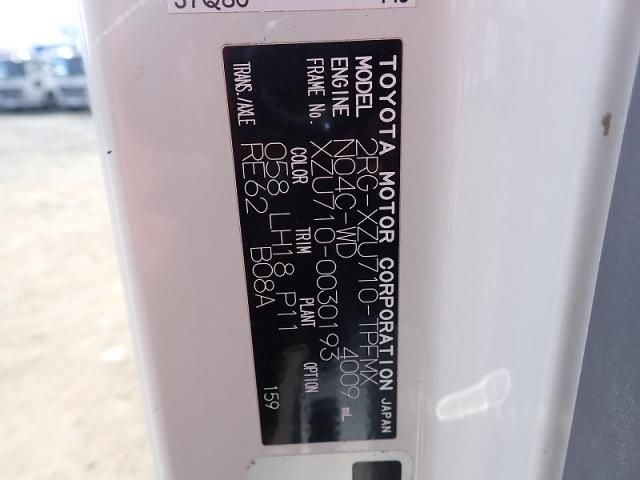 TOYOTA MOTOR CORPORATION JAPAN
MODEL 2RG-XZU710-TPFMX
ENGINE N04C-WD 4009 mL
FRAME No. XZU710-0030193
COLOR TRIM PLANT OPTION
058 LH18 P11
TRANS./AXLE RE62 B08A
159